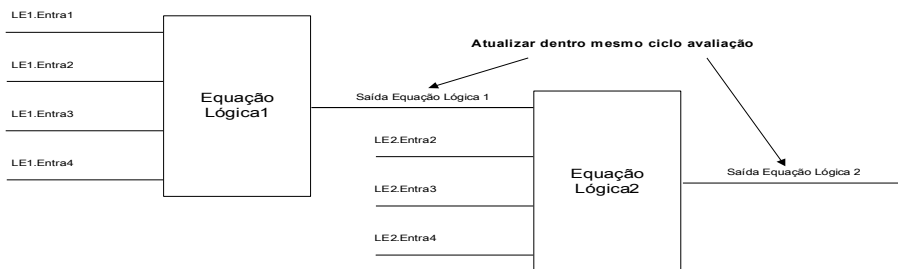 LE1.Entra1
LE1.Entra2
LE1.Entra3
LE1.Entra4
Equação
Lógica1
Atualizar dentro mesmo ciclo avaliação
Saída Equação Lógica 1
LE2.Entra2
LE2.Entra3
LE2.Entra4
Equação
Lógica2
Saída Equação Lógica 2